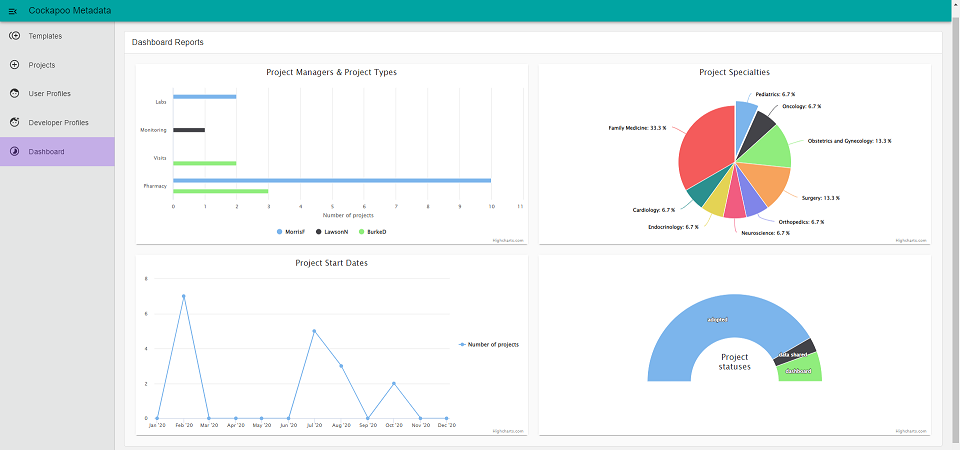 Cockapoo Metadata
Templates
Projects
User Profiles
Developer Profiles
Dashboard
Dashboard Reports
Project Managers & Project Types
Labs
Monitoring
Visits
Pharmacy
0 1 2 3 4 5 6 7 8 9 10 11
Number of projects
MorrisF LawsonN BurkeD
Highcharts.com
Project Specialties
Pediatrics: 6.7 %
Oncology: 6.7 %
Family Medicine: 33.3 %
Obstetrics and Gynecology: 13.3 %
Surgery: 13.3 %
Cardiology: 6.7 %
Orthopedics: 6.7 %
Endocrinology: 6.7 %
Neuroscience: 6.7 %
Highcharts.com
Project Start Dates
8
6
4
2
0
Jan '20 Feb '20 Mar '20 Apr '20 May '20 Jun '20 Jul '20 Aug '20 Sep '20 Oct '20 Nov '20 Dec '20
Number of projects
Highcharts.com
adopted
data shared
dashboard
Project
statuses
Highcharts.com